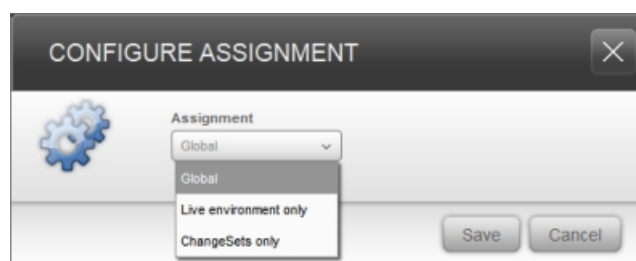 CONFIGURE ASSIGNMENT
Assignment
Global
Global
Live environment only
ChangeSets only
Save
Cancel